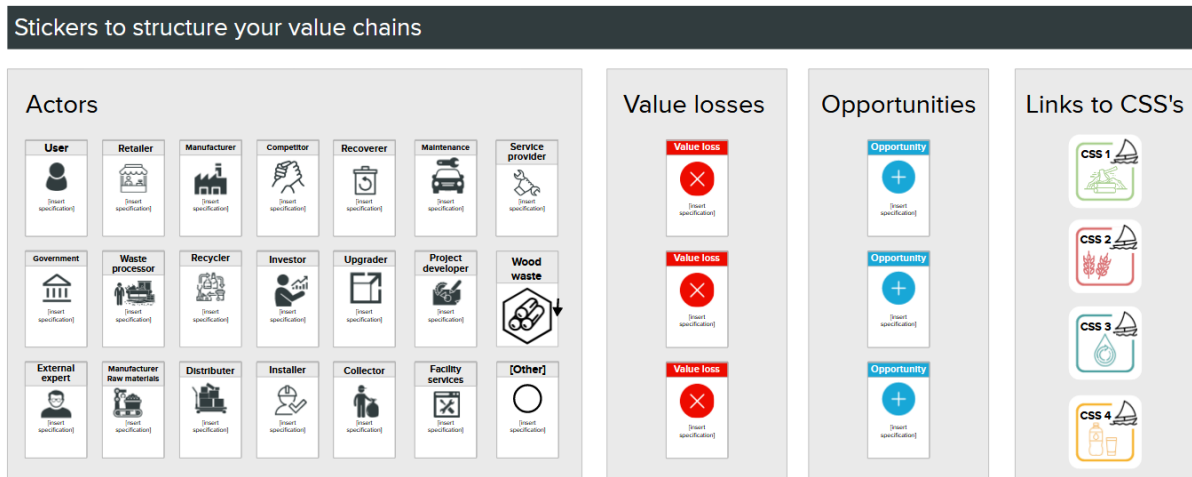 Stickers to structure your value chains
Actors
Value losses
Opportunities
Links to CSS's
User
Retailer
Manufacturer
Competitor
Recoverer
Maintenance
Service
provider
Value loss
Opportunity
CSS 1
[insert
specification]
[insert
specification]
[insert
specification]
[insert
specification]
[insert
specification]
[insert
specification]
[insert
specification]
[insert
specification]
[insert
specification]
Government
Waste
processor
Recycler
Investor
Upgrader
Project
developer
Wood
waste
Value loss
Opportunity
CSS 2
[insert
specification]
[insert
specification]
[insert
specification]
[insert
specification]
[insert
specification]
[insert
specification]
[insert
specification]
[insert
specification]
CSS 3
External
expert
Manufacturer
Raw materials
Distributer
Installer
Collector
Facility
services
[Other]
Value loss
Opportunity
CSS 4
[insert
specification]
[insert
specification]
[insert
specification]
[insert
specification]
[insert
specification]
[insert
specification]
[insert
specification]
[insert
specification]
[insert
specification]